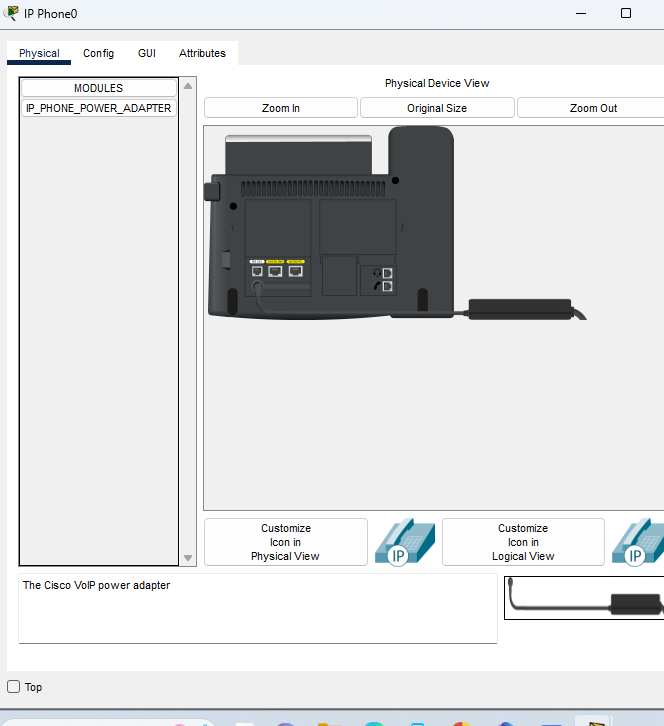 IP Phone0
Physical
Config
GUI
Attributes
MODULES
IP_PHONE_POWER_ADAPTER
Physical Device View
Zoom In
Original Size
Zoom Out
Customize
Icon in
Physical View
IP
Customize
Icon in
Logical View
IP
The Cisco VoIP power adapter
Top